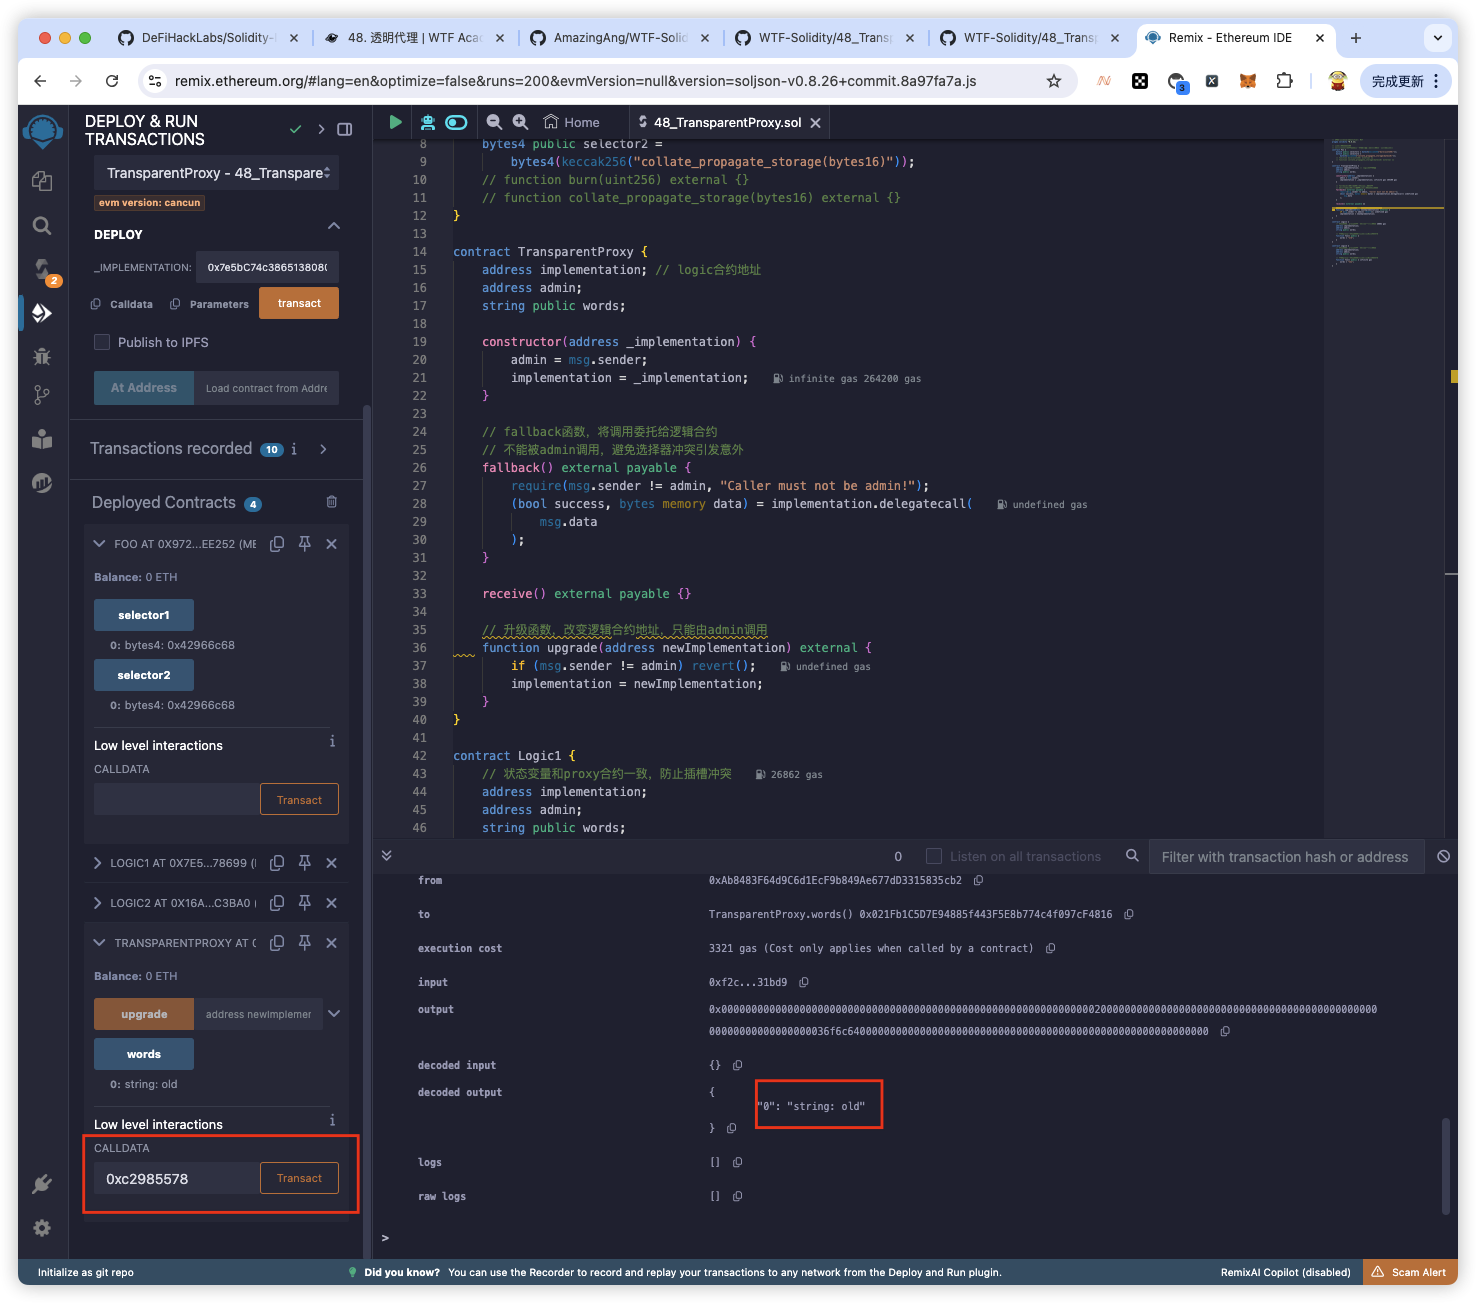 DeFiHackLabs/Solidity-
48. 透明代理 | WTF Aca
AmazingAng/WTF-Solid
WTF-Solidity/48_Transp
WTF-Solidity/48_Transp
Remix - Ethereum IDE
remix.ethereum.org/#lang=en&optimize=false&runs=200&evmVersion=null&version=soljson-v0.8.26+commit.8a97fa7a.js
3
完成更新
DEPLOY & RUN
TRANSACTIONS
TransparentProxy - 48_Transpare
evm version: cancun
DEPLOY
_IMPLEMENTATION: 0x7e5bC74c3865138080
Calldata Parameters transact
Publish to IPFS
At Address Load contract from Addre
Transactions recorded 10 i
Deployed Contracts 4
FOO AT 0X972...EE252 (ME
Balance: 0 ETH
selector1
0: bytes4: 0x42966c68
selector2
0: bytes4: 0x42966c68
Low level interactions i
CALLDATA
Transact
LOGIC1 AT 0X7E5...78699 (
LOGIC2 AT 0X16A...C3BA0 (
TRANSPARENTPROXY AT
Balance: 0 ETH
upgrade address newImplemer
words
0: string: old
Low level interactions i
CALLDATA
0xc2985578 Transact
2
Home
48_TransparentProxy.sol
8 bytes4 public selector2 =
9 bytes4(keccak256("collate_propagate_storage(bytes16)"));
10 // function burn(uint256) external {}
11 // function collate_propagate_storage(bytes16) external {}
12 }
13
14 contract TransparentProxy {
15 address implementation; // logic合约地址
16 address admin;
17 string public words;
18
19 constructor(address _implementation) {
20 admin = msg.sender;
21 implementation = _implementation; infinite gas 264200 gas
22 }
23
24 // fallback函数，将调用委托给逻辑合约
25 // 不能被admin调用，避免选择器冲突引发意外
26 fallback() external payable {
27 require(msg.sender != admin, "Caller must not be admin!");
28 (bool success, bytes memory data) = implementation.delegatecall( undefined gas
29 msg.data
30 );
31 }
32
33 receive() external payable {}
34
35 // 升级函数，改变逻辑合约地址，只能由admin调用
36 function upgrade(address newImplementation) external {
37 if (msg.sender != admin) revert(); undefined gas
38 implementation = newImplementation;
39 }
40 }
41
42 contract Logic1 {
43 // 状态变量和proxy合约一致，防止插槽冲突 26862 gas
44 address implementation;
45 address admin;
46 string public words;
0 Listen on all transactions Filter with transaction hash or address
from 0xAb8483F64d9C6d1EcF9b849Ae677dD3315835cb2
to TransparentProxy.words() 0x021Fb1C5D7E94885f443F5E8b774c4f097cF4816
execution cost 3321 gas (Cost only applies when called by a contract)
input 0xf2c...31bd9
output
decoded input {}
decoded output {
"0": "string: old"
}
logs []
raw logs []
>
Initialize as git repo
Did you know? You can use the Recorder to record and replay your transactions to any network from the Deploy and Run plugin.
RemixAI Copilot (disabled)
Scam Alert